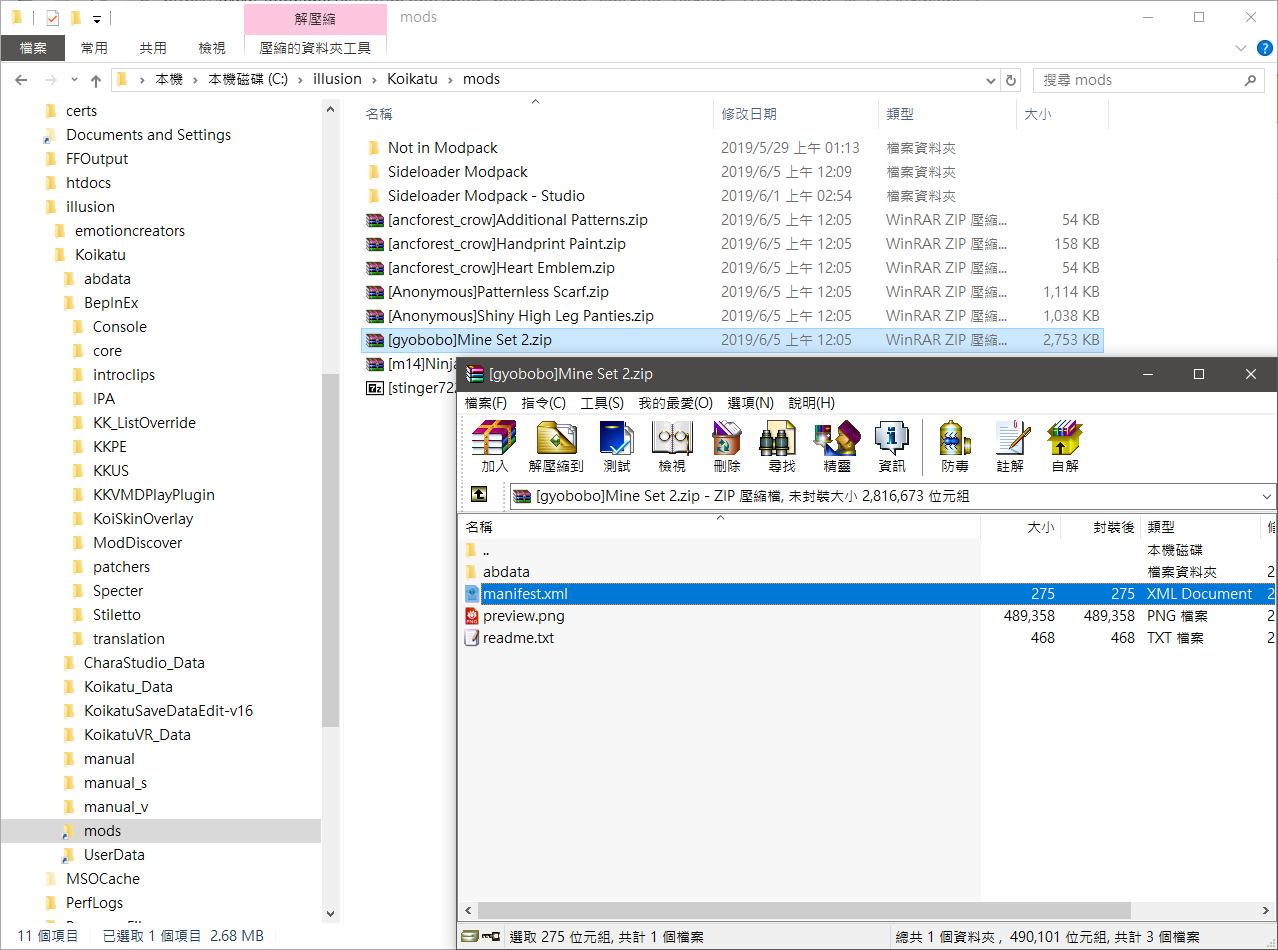 解壓縮
mods
檔案
常用
共用
檢視
壓縮的資料夾工具
本機 › 本機磁碟 (C:) › illusion › Koikatu › mods
搜尋 mods
certs
Documents and Settings
FFOutput
htdocs
illusion
emotioncreators
Koikatu
abdata
BepInEx
Console
core
introclips
IPA
KK_ListOverride
KKPE
KKUS
KKVMDPlayPlugin
KoiSkinOverlay
ModDiscover
patchers
Specter
Stiletto
translation
CharaStudio_Data
Koikatu_Data
KoikatuSaveDataEdit-v16
KoikatuVR_Data
manual
manual_s
manual_v
mods
UserData
MSOCache
PerfLogs
名稱 修改日期 類型 大小
Not in Modpack 2019/5/29 上午 01:13 檔案資料夾
Sideloader Modpack 2019/6/5 上午 12:09 檔案資料夾
Sideloader Modpack - Studio 2019/6/1 上午 02:54 檔案資料夾
[ancforest_crow]Additional Patterns.zip 2019/6/5 上午 12:05 WinRAR ZIP 壓縮... 54 KB
[ancforest_crow]Handprint Paint.zip 2019/6/5 上午 12:05 WinRAR ZIP 壓縮... 158 KB
[ancforest_crow]Heart Emblem.zip 2019/6/5 上午 12:05 WinRAR ZIP 壓縮... 54 KB
[Anonymous]Patternless Scarf.zip 2019/6/5 上午 12:05 WinRAR ZIP 壓縮... 1,114 KB
[Anonymous]Shiny High Leg Panties.zip 2019/6/5 上午 12:05 WinRAR ZIP 壓縮... 1,038 KB
[gyobobo]Mine Set 2.zip 2019/6/5 上午 12:05 WinRAR ZIP 壓縮... 2,753 KB
[m14]Ninja
[stinger72
[gyobobo]Mine Set 2.zip
檔案(F) 指令(C) 工具(S) 我的最愛(O) 選項(N) 說明(H)
加入 解壓縮到 測試 檢視 刪除 尋找 精靈 資訊 防毒 註解 自解
[gyobobo]Mine Set 2.zip - ZIP 壓縮檔, 未封裝大小 2,816,673 位元組
名稱 大小 封裝後 類型
.. 本機磁碟
abdata 檔案資料夾 2
manifest.xml 275 275 XML Document 2
preview.png 489,358 489,358 PNG 檔案 2
readme.txt 468 468 TXT 檔案 2
選取 275 位元組, 共計 1 個檔案
總共 1 個資料夾 , 490,101 位元組, 共計 3 個檔案
11 個項目 已選取 1 個項目 2.68 MB